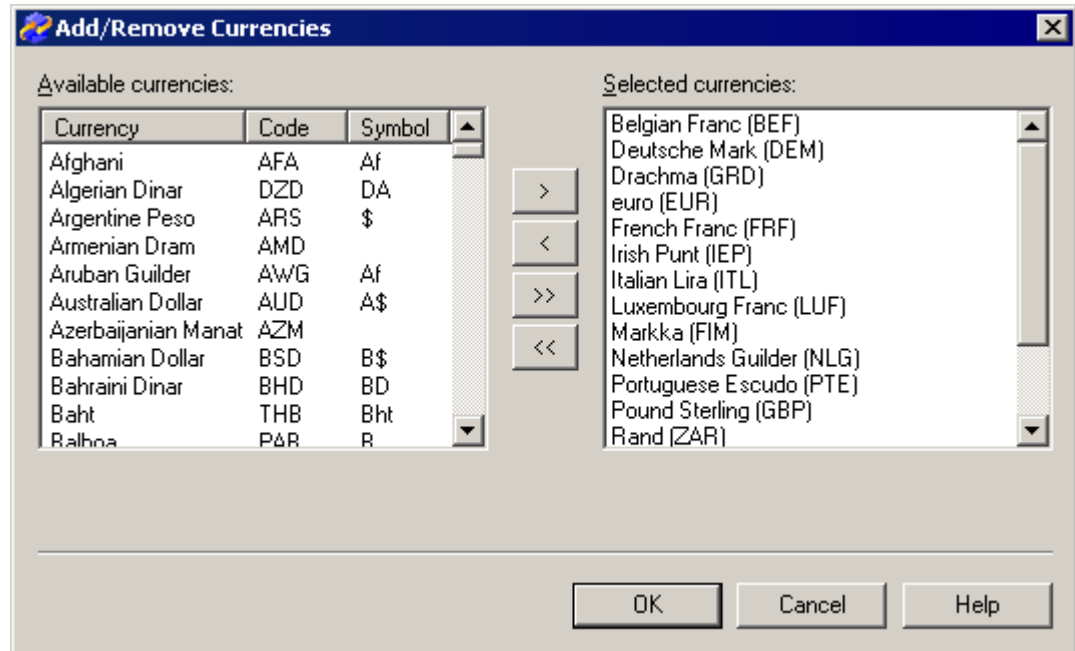 Add/Remove Currencies
Available currencies:
Currency Code Symbol
Afghani AFA Af
Algerian Dinar DZD DA
Argentine Peso ARS $
Armenian Dram AMD
Aruban Guilder AWG Af
Australian Dollar AUD A$
Azerbaijanian Manat AZM
Bahamian Dollar BSD B$
Bahraini Dinar BHD BD
Baht THB Bht
Balboa PAB B
>
<
>>
<<
Selected currencies:
Belgian Franc (BEF)
Deutsche Mark (DEM)
Drachma (GRD)
euro (EUR)
French Franc (FRF)
Irish Punt (IEP)
Italian Lira (ITL)
Luxembourg Franc (LUF)
Markka (FIM)
Netherlands Guilder (NLG)
Portuguese Escudo (PTE)
Pound Sterling (GBP)
Rand (ZAR)
OK Cancel Help